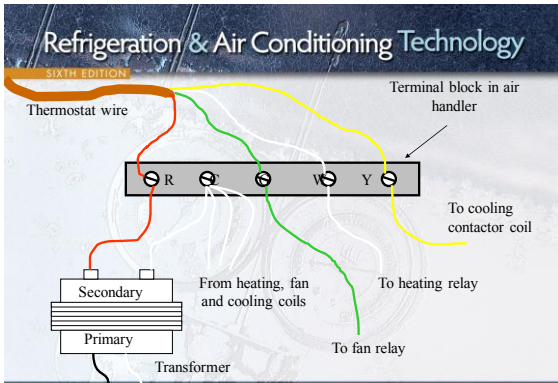 Refrigeration & Air Conditioning Technology
SIXTH EDITION
Thermostat wire
Terminal block in air
handler
R C G W Y
To cooling
contactor coil
From heating, fan
and cooling coils
To heating relay
Secondary
Primary
To fan relay
Transformer